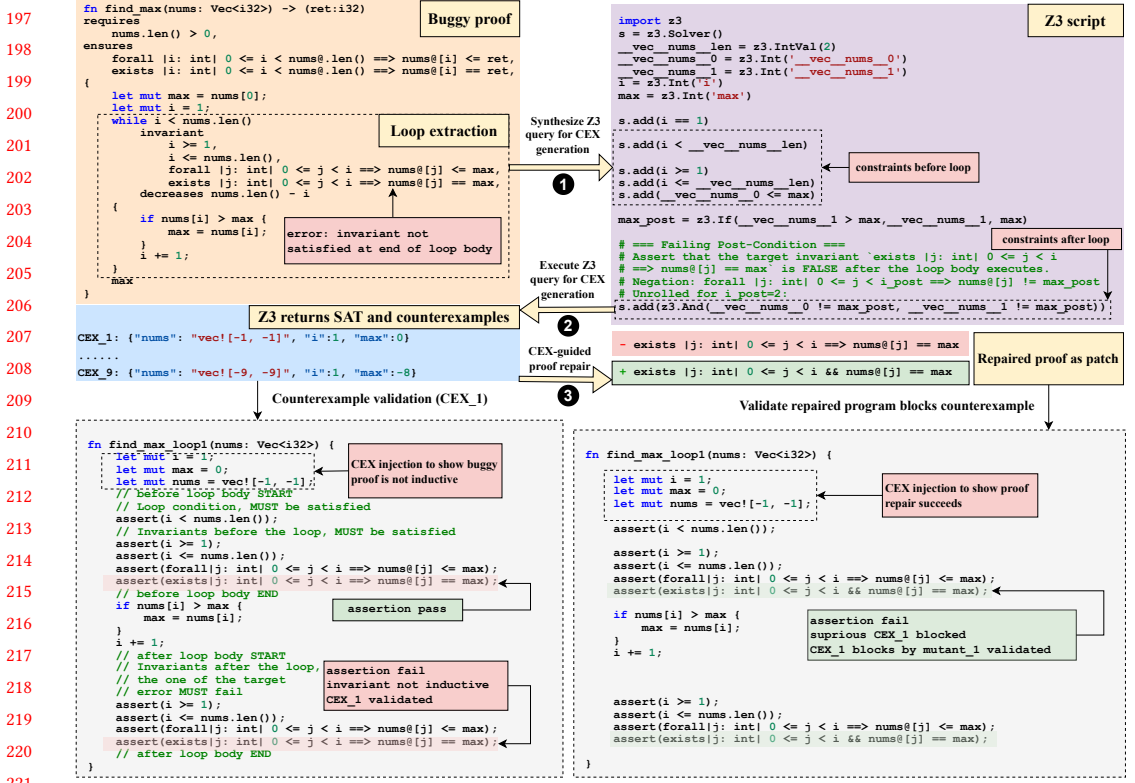 197
198
199
200
201
202
203
204
205
206
207
208
209
210
211
212
213
214
215
216
217
218
219
220
221
fn find_max(nums: Vec<i32>) -> (ret:i32)
requires
nums.len() > 0,
ensures
forall |i: int| 0 <= i < nums@.len() ==> nums@[i] <= ret,
exists |i: int| 0 <= i < nums@.len() ==> nums@[i] == ret,
{
let mut max = nums[0];
let mut i = 1;
while i < nums.len()
invariant
i >= 1,
i <= nums.len(),
forall |j: int| 0 <= j < i ==> nums@[j] <= max,
exists |j: int| 0 <= j < i ==> nums@[j] == max,
decreases nums.len() - i
{
if nums[i] > max {
max = nums[i];
}
i += 1;
}
max
}
Buggy proof
Loop extraction
error: invariant not
satisfied at end of loop body
Synthesize Z3
query for CEX
generation
1
Z3 script
import z3
s = z3.Solver()
__vec__nums__len = z3.IntVal(2)
__vec__nums__0 = z3.Int('__vec__nums__0')
__vec__nums__1 = z3.Int('__vec__nums__1')
i = z3.Int('i')
max = z3.Int('max')
s.add(i == 1)
s.add(i < __vec__nums__len)
s.add(i >= 1)
s.add(i <= __vec__nums__len)
s.add(__vec__nums__0 <= max)
constraints before loop
max_post = z3.If(__vec__nums__1 > max,__vec__nums__1, max)
constraints after loop
# === Failing Post-Condition ===
# Assert that the target invariant `exists |j: int| 0 <= j < i
# ==> nums@[j] == max` is FALSE after the loop body executes.
# Negation: forall |j: int| 0 <= j < i_post ==> nums@[j] != max_post
# Unrolled for i_post=2:
s.add(z3.And(__vec__nums__0 != max_post, __vec__nums__1 != max_post))
Execute Z3
query for CEX
generation
2
Z3 returns SAT and counterexamples
CEX_1: {"nums": "vec![-1, -1]", "i":1, "max":0}
......
CEX_9: {"nums": "vec![-9, -9]", "i":1, "max":-8}
CEX-guided
proof repair
3
- exists |j: int| 0 <= j < i ==> nums@[j] == max
+ exists |j: int| 0 <= j < i && nums@[j] == max
Repaired proof as patch
Counterexample validation (CEX_1)
Validate repaired program blocks counterexample
fn find_max_loop1(nums: Vec<i32>) {
let mut i = 1;
let mut max = 0;
let mut nums = vec![-1, -1];
// before loop body START
// Loop condition, MUST be satisfied
assert(i < nums.len());
// Invariants before the loop, MUST be satisfied
assert(i >= 1);
assert(i <= nums.len());
assert(forall|j: int| 0 <= j < i ==> nums@[j] <= max);
assert(exists|j: int| 0 <= j < i ==> nums@[j] == max);
// before loop body END
if nums[i] > max {
max = nums[i];
}
i += 1;
// after loop body START
// Invariants after the loop,
// the one of the target
// error MUST fail
assert(i >= 1);
assert(i <= nums.len());
assert(forall|j: int| 0 <= j < i ==> nums@[j] <= max);
assert(exists|j: int| 0 <= j < i ==> nums@[j] == max);
// after loop body END
}
CEX injection to show buggy
proof is not inductive
assertion pass
assertion fail
invariant not inductive
CEX_1 validated
fn find_max_loop1(nums: Vec<i32>) {
let mut i = 1;
let mut max = 0;
let mut nums = vec![-1, -1];
assert(i < nums.len());
assert(i >= 1);
assert(i <= nums.len());
assert(forall|j: int| 0 <= j < i ==> nums@[j] <= max);
assert(exists|j: int| 0 <= j < i && nums@[j] == max);
if nums[i] > max {
max = nums[i];
}
i += 1;
assert(i >= 1);
assert(i <= nums.len());
assert(forall|j: int| 0 <= j < i ==> nums@[j] <= max);
assert(exists|j: int| 0 <= j < i && nums@[j] == max);
}
CEX injection to show proof
repair succeeds
assertion fail
suprious CEX_1 blocked
CEX_1 blocks by mutant_1 validated